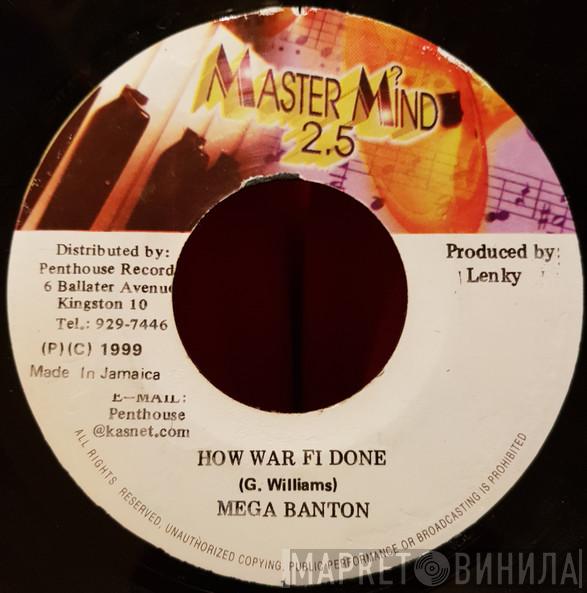 MASTER MIND
2.5
Distributed by:
Penthouse Record
6 Ballater Avenue
Kingston 10
Tel.: 929-7446
(P)(C) 1999
Made In Jamaica
E-MAIL:
Penthouse
@kasnet.com
Produced by:
Lenky
HOW WAR FI DONE
(G. Williams)
MEGA BANTON
ALL RIGHTS RESERVED, UNAUTHORIZED COPYING, PUBLIC PERFORMANCE OR BROADCASTING IS PROHIBITED
МАРКЕТ ВИНИЛА